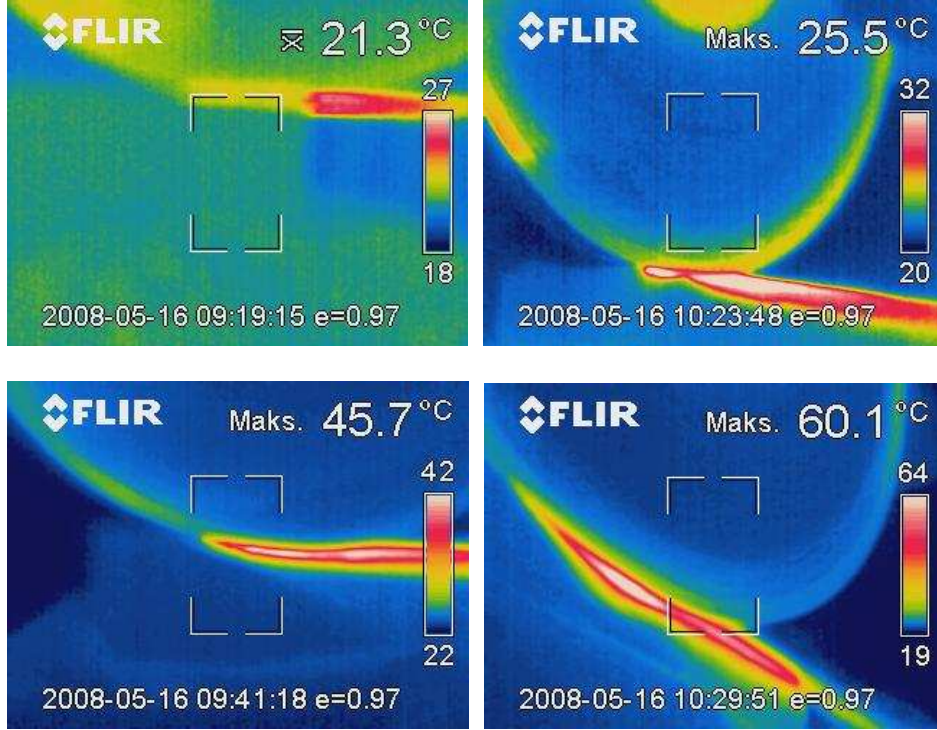 FLIR 21.3 °C
27
18
2008-05-16 09:19:15 e=0.97
FLIR Maks. 25.5 °C
32
20
2008-05-16 10:23:48 e=0.97
FLIR Maks. 45.7 °C
42
22
2008-05-16 09:41:18 e=0.97
FLIR Maks. 60.1 °C
64
19
2008-05-16 10:29:51 e=0.97